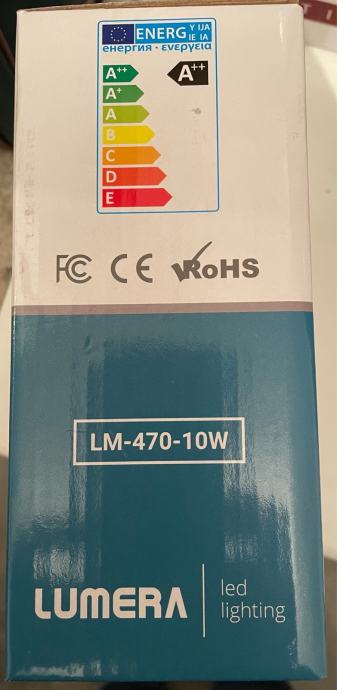 ENERG Y IJA
IE IA
енергия · ενεργεια
A++
A++
A+
A
B
C
D
E
FC CE RoHS
LM-470-10W
LUMERA
led
lighting